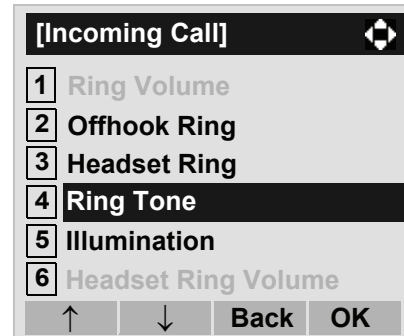 [Incoming Call]
1 Ring Volume
2 Offhook Ring
3 Headset Ring
4 Ring Tone
5 Illumination
6 Headset Ring Volume
↑ ↓ Back OK